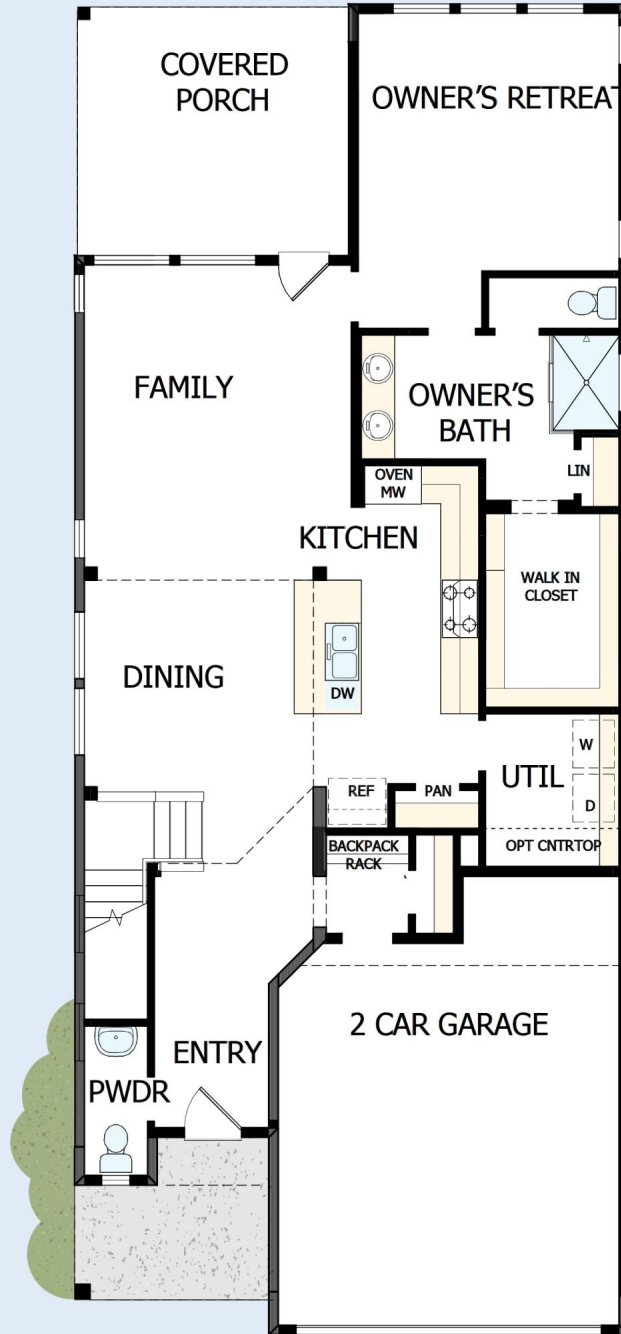 COVERED
PORCH
OWNER'S RETREAT
FAMILY
OWNER'S
BATH
LIN
OVEN
MW
KITCHEN
WALK IN
CLOSET
DINING
DW
W
UTIL
D
REF
PAN
OPT CNTRTOP
BACKPACK
RACK
2 CAR GARAGE
ENTRY
PWDR